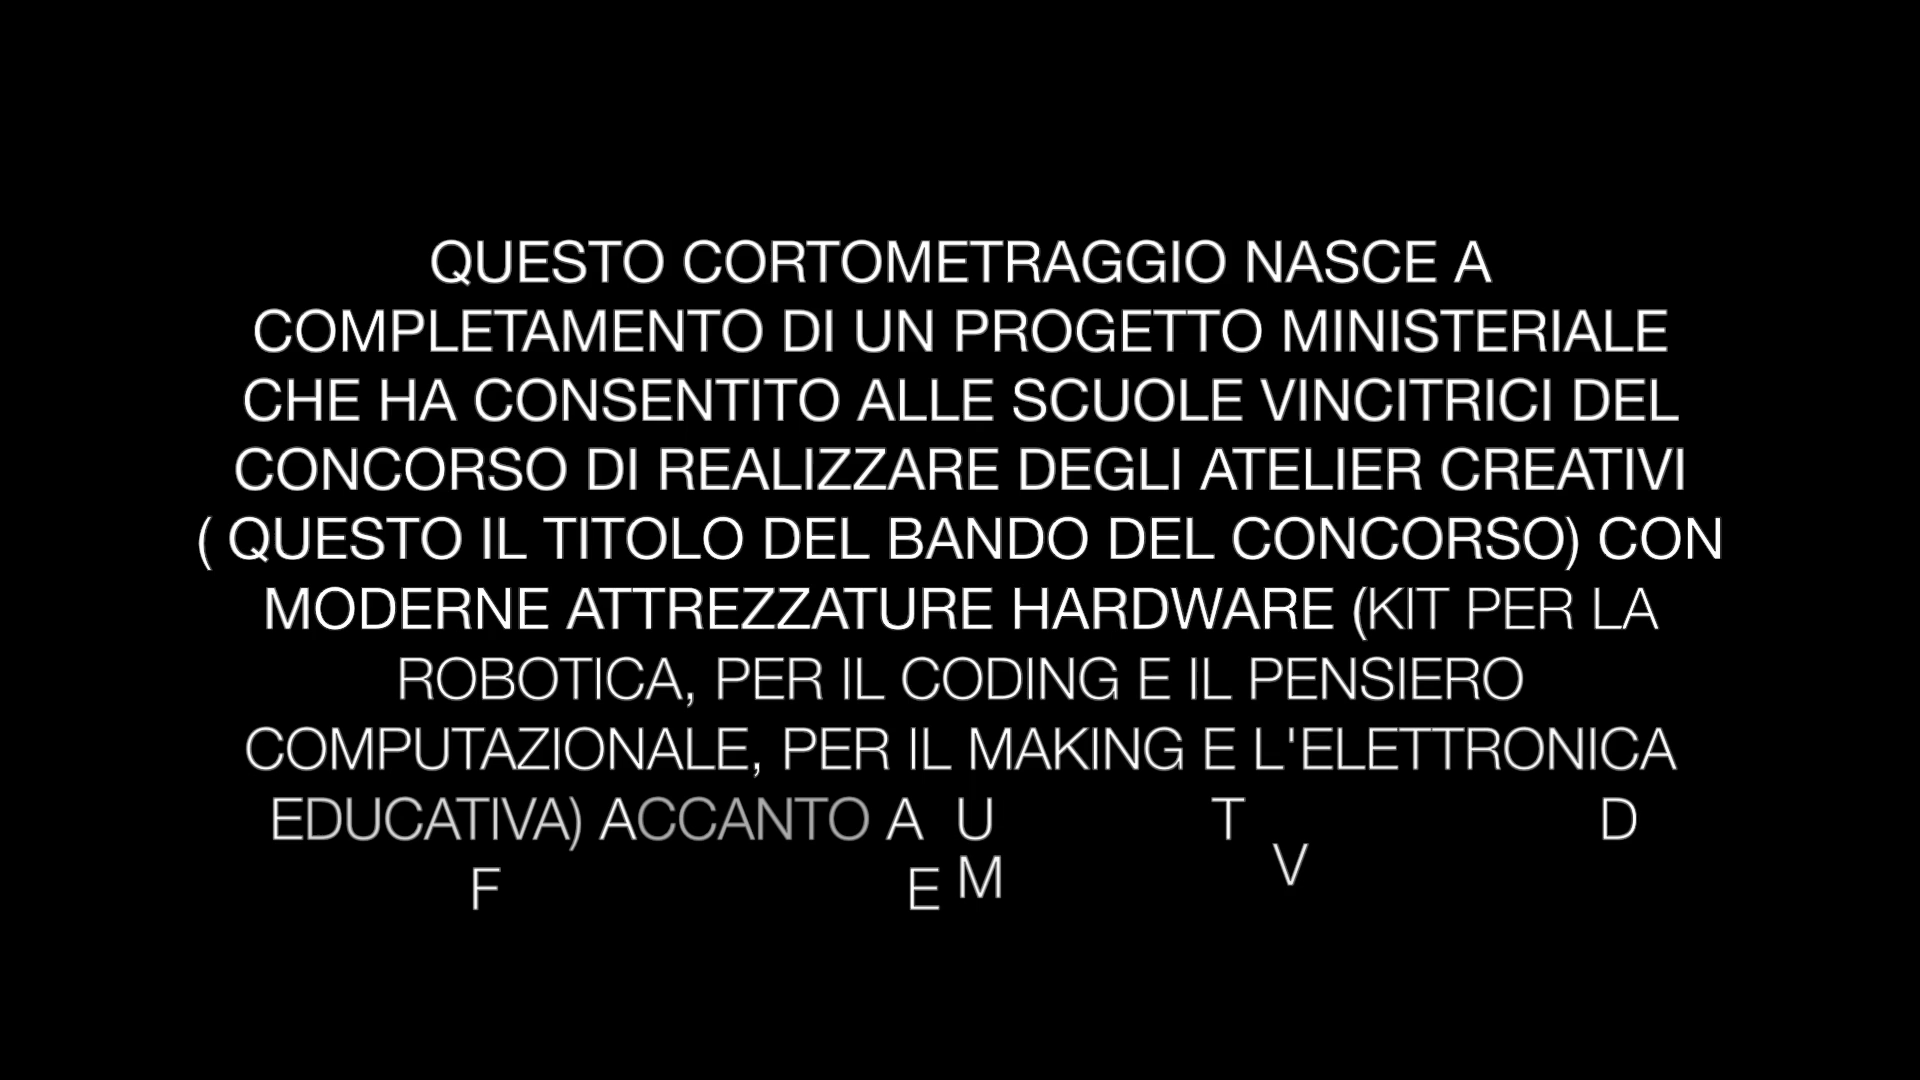 QUESTO CORTOMETRAGGIO NASCE A
COMPLETAMENTO DI UN PROGETTO MINISTERIALE
CHE HA CONSENTITO ALLE SCUOLE VINCITRICI DEL
CONCORSO DI REALIZZARE DEGLI ATELIER CREATIVI
( QUESTO IL TITOLO DEL BANDO DEL CONCORSO) CON
MODERNE ATTREZZATURE HARDWARE (KIT PER LA
ROBOTICA, PER IL CODING E IL PENSIERO
COMPUTAZIONALE, PER IL MAKING E L'ELETTRONICA
EDUCATIVA) ACCANTO A U T D
F E M V